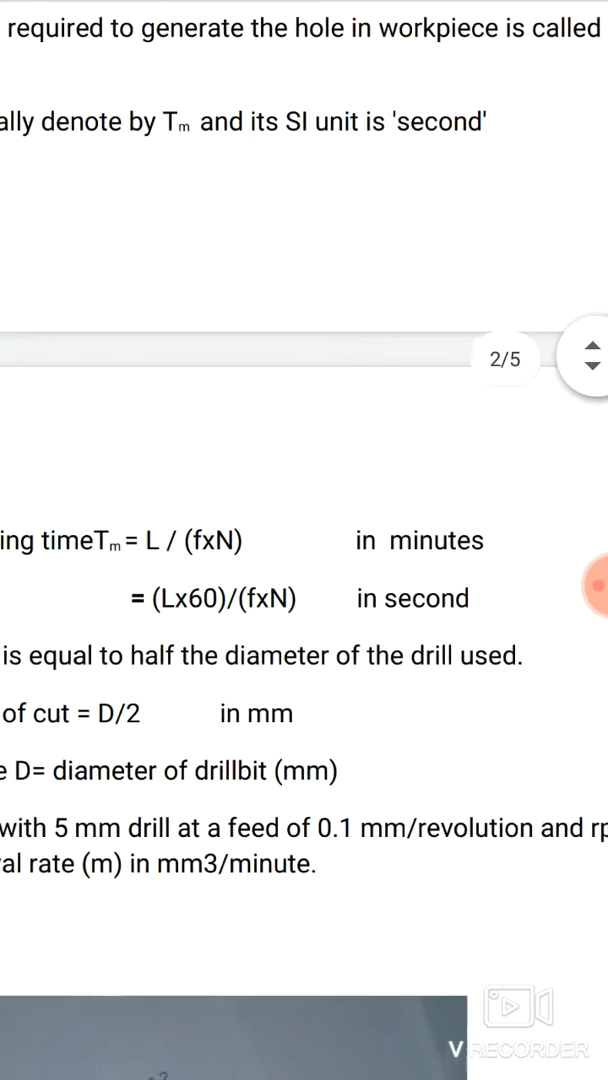 required to generate the hole in workpiece is called
ally denote by Tm and its SI unit is 'second'
2/5
ing timeTm = L / (fxN) in minutes
= (Lx60)/(fxN) in second
is equal to half the diameter of the drill used.
of cut = D/2 in mm
e D= diameter of drillbit (mm)
with 5 mm drill at a feed of 0.1 mm/revolution and rp
al rate (m) in mm3/minute.
V RECORDER